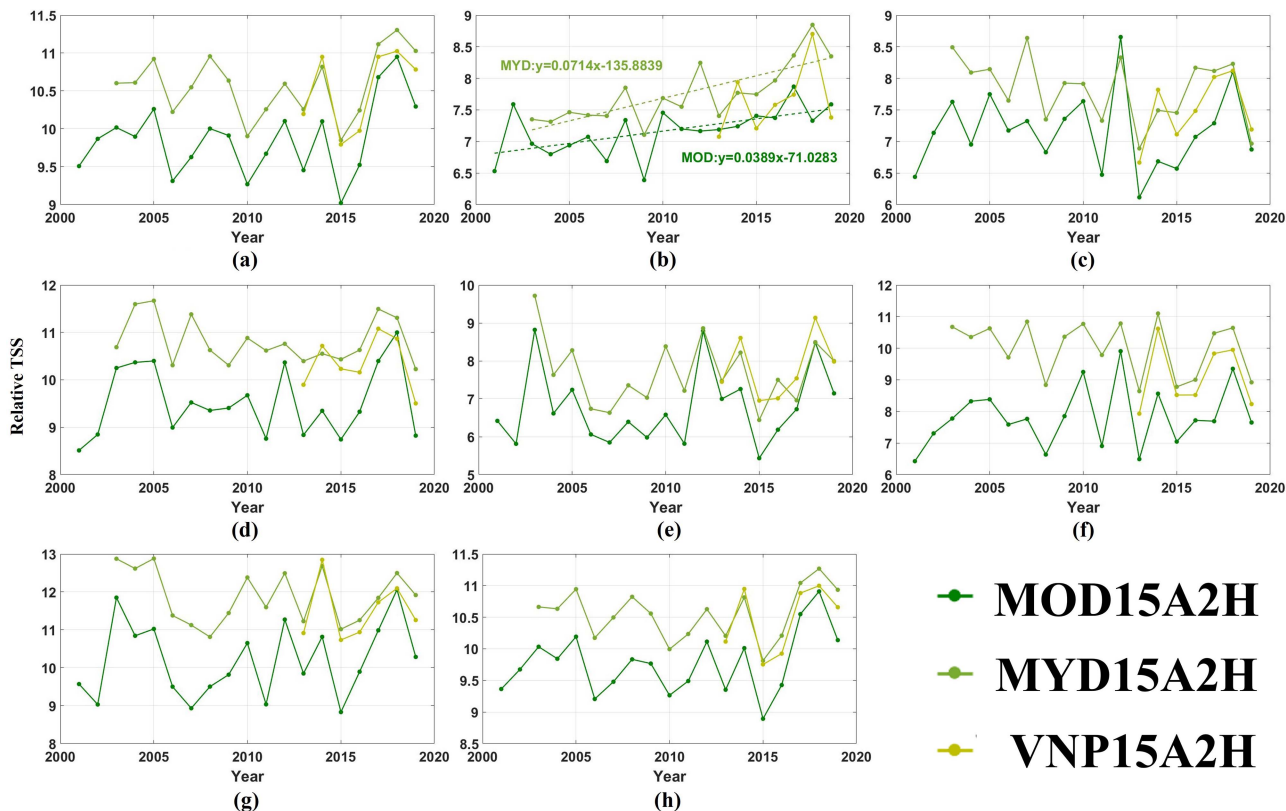 11.5
11
10.5
10
9.5
9
2000 2005 2010 2015 2020
Year
(a)
9
8.5
8
7.5
7
6.5
6
MYD:y=0.0714x-135.8839
MOD:y=0.0389x-71.0283
2000 2005 2010 2015 2020
Year
(b)
9
8.5
8
7.5
7
6.5
6
2000 2005 2010 2015 2020
Year
(c)
Relative TSS
12
11
10
9
8
2000 2005 2010 2015 2020
Year
(d)
10
9
8
7
6
5
2000 2005 2010 2015 2020
Year
(e)
12
11
10
9
8
7
6
2000 2005 2010 2015 2020
Year
(f)
13
12
11
10
9
8
2000 2005 2010 2015 2020
Year
(g)
11.5
11
10.5
10
9.5
9
8.5
2000 2005 2010 2015 2020
Year
(h)
MOD15A2H
MYD15A2H
VNP15A2H